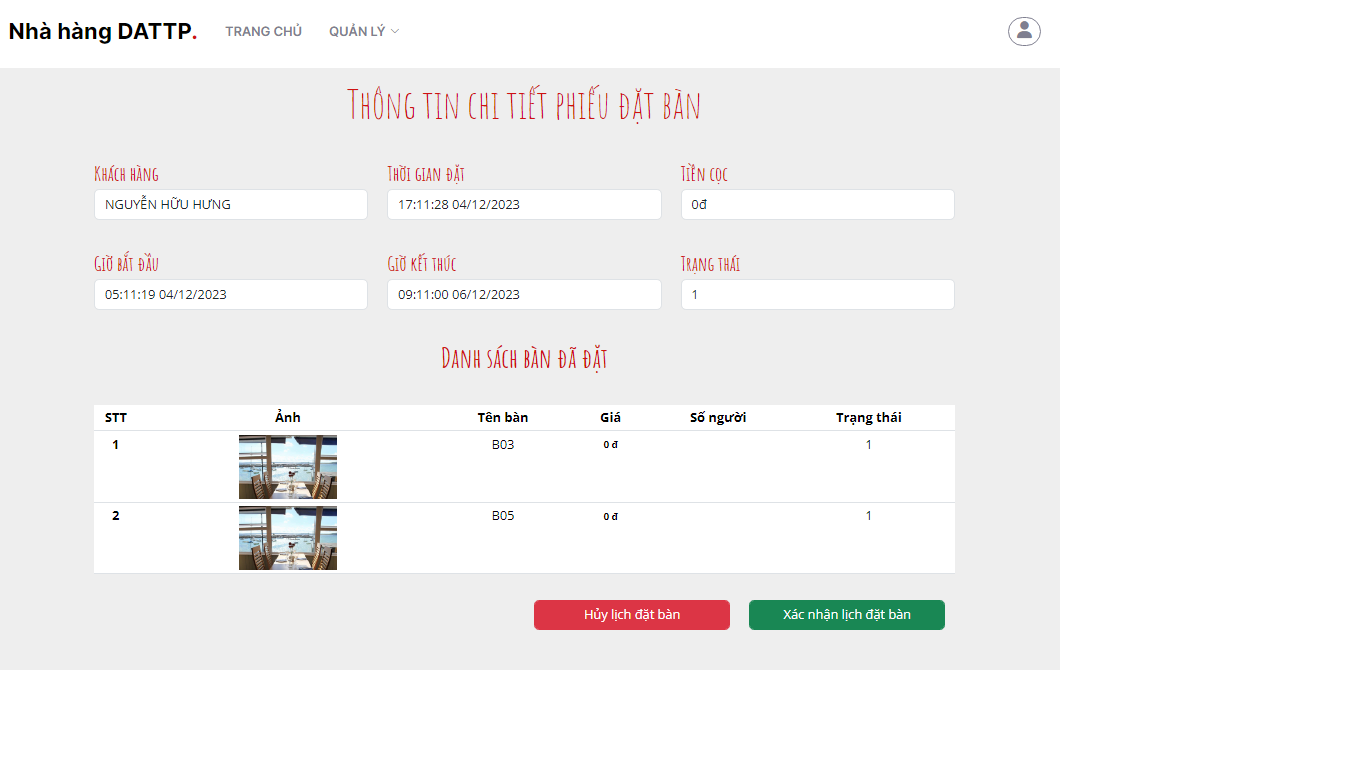 Nhà hàng DATTP. TRANG CHỦ QUẢN LÝ
Thông tin chi tiết phiếu đặt bàn
Khách hàng Thời gian đặt Tiền cọc
NGUYỄN HỮU HƯNG 17:11:28 04/12/2023 0đ
Giờ bắt đầu Giờ kết thúc Trạng thái
05:11:19 04/12/2023 09:11:00 06/12/2023 1
Danh sách bàn đã đặt
STT Ảnh Tên bàn Giá Số người Trạng thái
1 B03 0 đ 1
2 B05 0 đ 1
Hủy lịch đặt bàn Xác nhận lịch đặt bàn